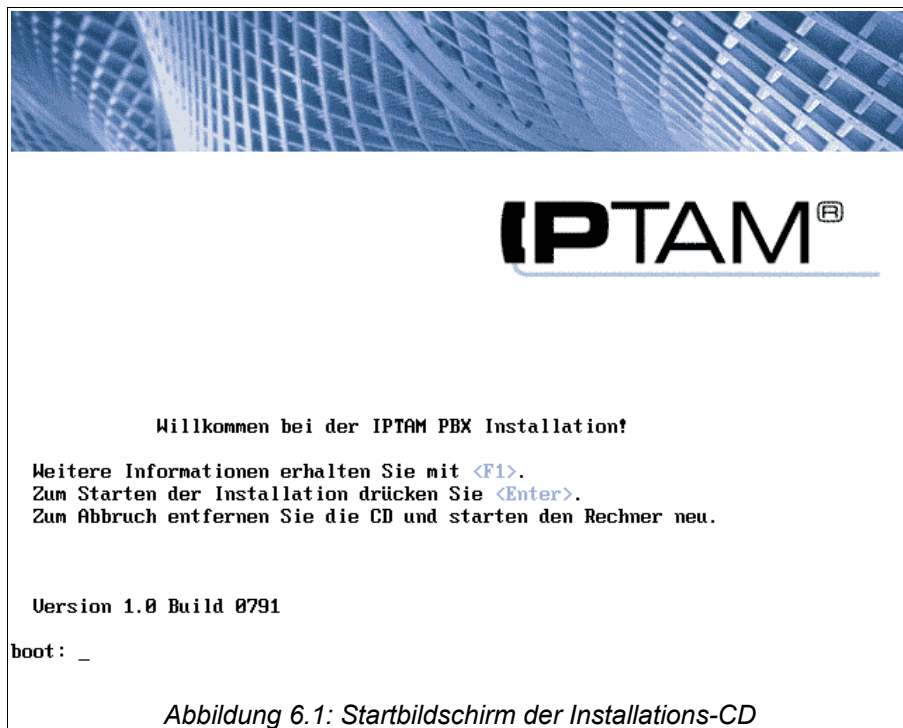 IPTAM®
Willkommen bei der IPTAM PBX Installation!
Weitere Informationen erhalten Sie mit <F1>.
Zum Starten der Installation drücken Sie <Enter>.
Zum Abbruch entfernen Sie die CD und starten den Rechner neu.
Version 1.0 Build 0791
boot: _
Abbildung 6.1: Startbildschirm der Installations-CD